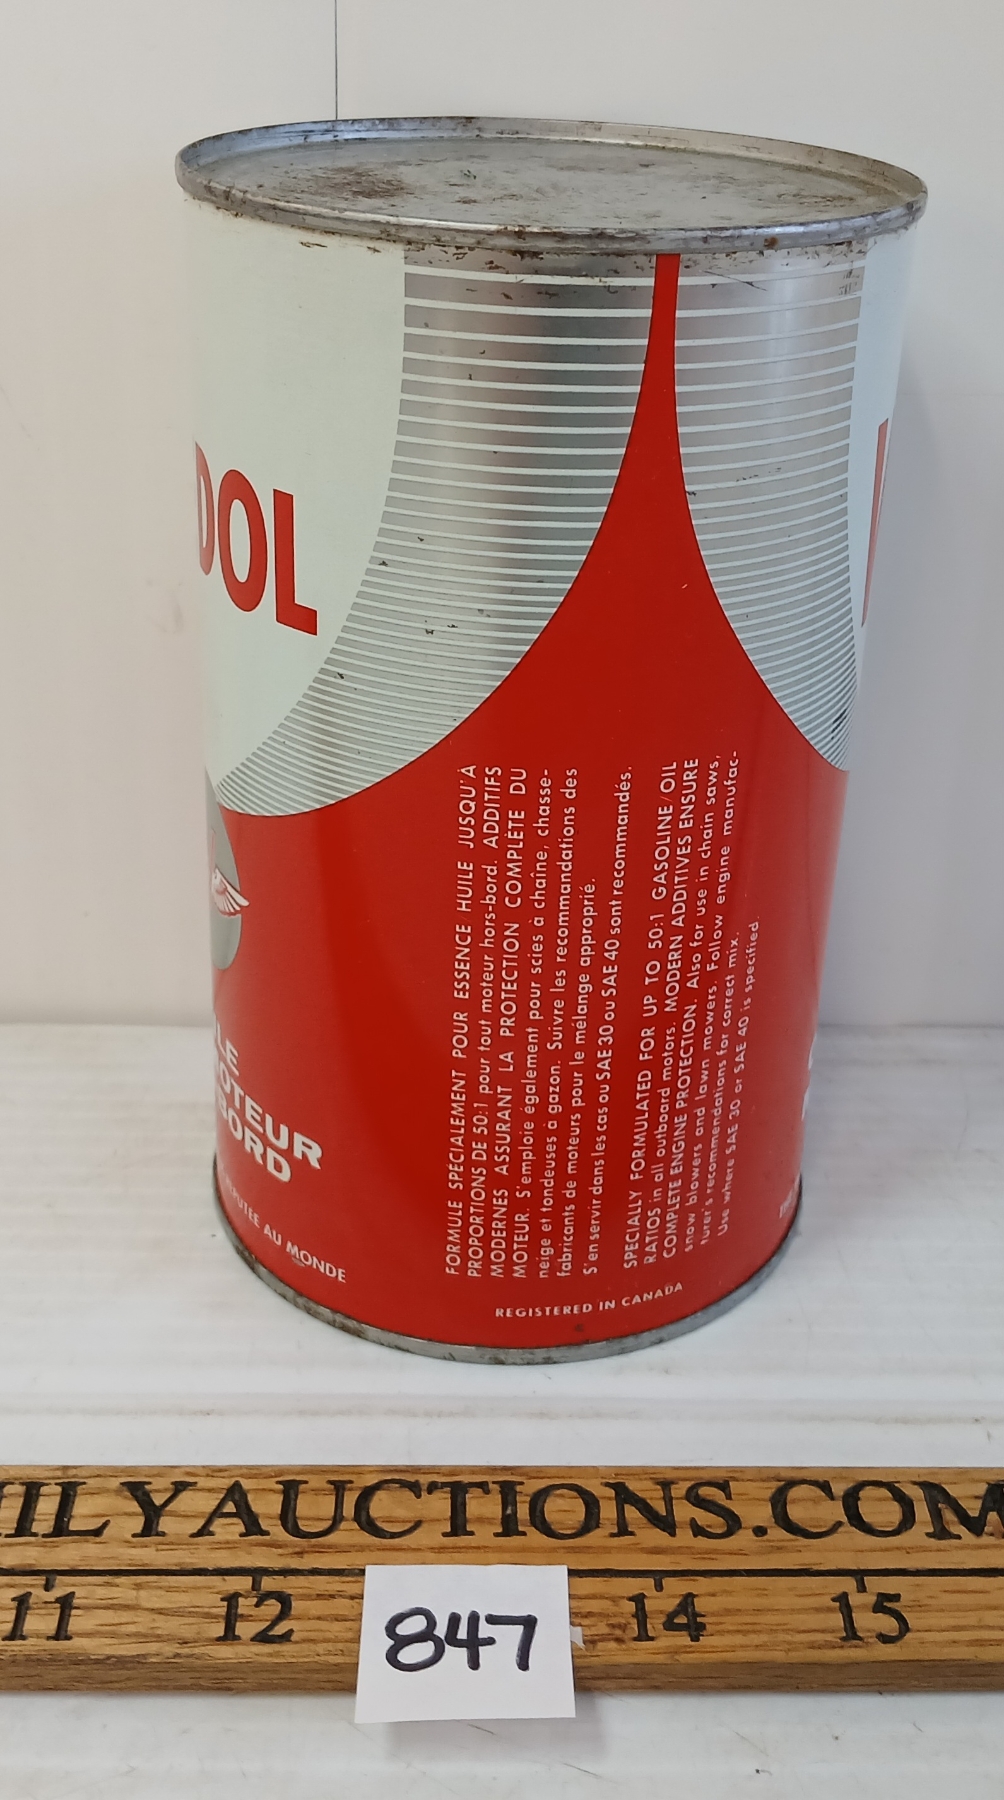 DOL
MOTEUR
BORD
RÉPUTÉE AU MONDE
FORMULE SPÉCIALEMENT POUR ESSENCE/HUILE JUSQU'À
PROPORTIONS DE 50:1 pour tout moteur hors-bord. ADDITIFS
MODERNES ASSURANT LA PROTECTION COMPLÈTE DU
MOTEUR. S'emploie également pour scies à chaîne, chasse-
neige et tondeuses à gazon. Suivre les recommandations des
fabricants de moteurs pour le mélange approprié.
S'en servir dans les cas ou SAE 30 ou SAE 40 sont recommandés.
SPECIALLY FORMULATED FOR UP TO 50:1 GASOLINE/OIL
RATIOS in all outboard motors. MODERN ADDITIVES ENSURE
COMPLETE ENGINE PROTECTION. Also for use in chain saws,
snow blowers and lawn mowers. Follow engine manufac-
turer's recommendations for correct mix.
Use where SAE 30 or SAE 40 is specified.
REGISTERED IN CANADA
ILYAUCTIONS.COM
11 12 14 15
847